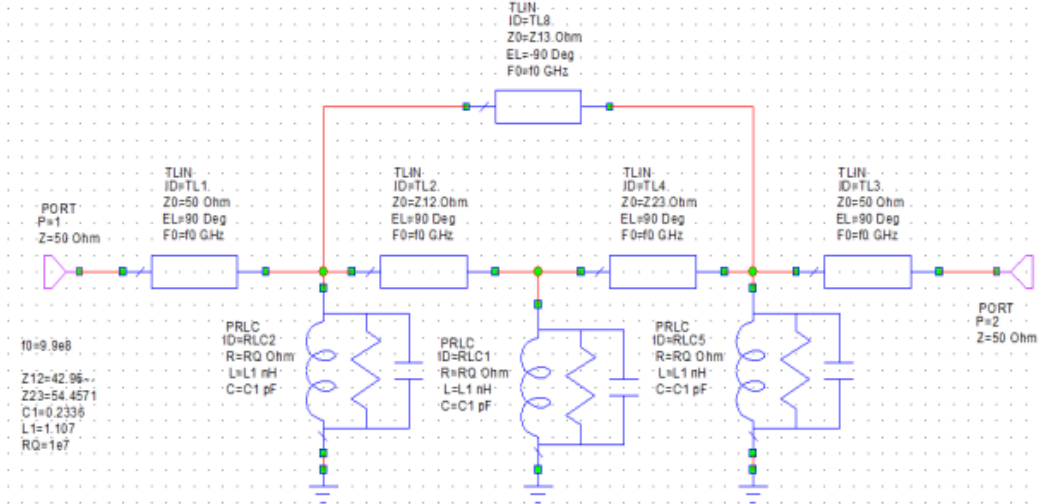 TLIN
ID=TL8
Z0=Z13 Ohm
EL=-90 Deg
F0=f0 GHz
TLIN
ID=TL1
Z0=50 Ohm
EL=90 Deg
F0=f0 GHz
TLIN
ID=TL2
Z0=Z12 Ohm
EL=90 Deg
F0=f0 GHz
TLIN
ID=TL4
Z0=Z23 Ohm
EL=90 Deg
F0=f0 GHz
TLIN
ID=TL3
Z0=50 Ohm
EL=90 Deg
F0=f0 GHz
PORT
P=1
Z=50 Ohm
PORT
P=2
Z=50 Ohm
PRLC
ID=RLC2
R=RQ Ohm
L=L1 nH
C=C1 pF
PRLC
ID=RLC1
R=RQ Ohm
L=L1 nH
C=C1 pF
PRLC
ID=RLC5
R=RQ Ohm
L=L1 nH
C=C1 pF
f0=9.9e8
Z23=54.4571
C1=0.2336
L1=1.107
RQ=1e7